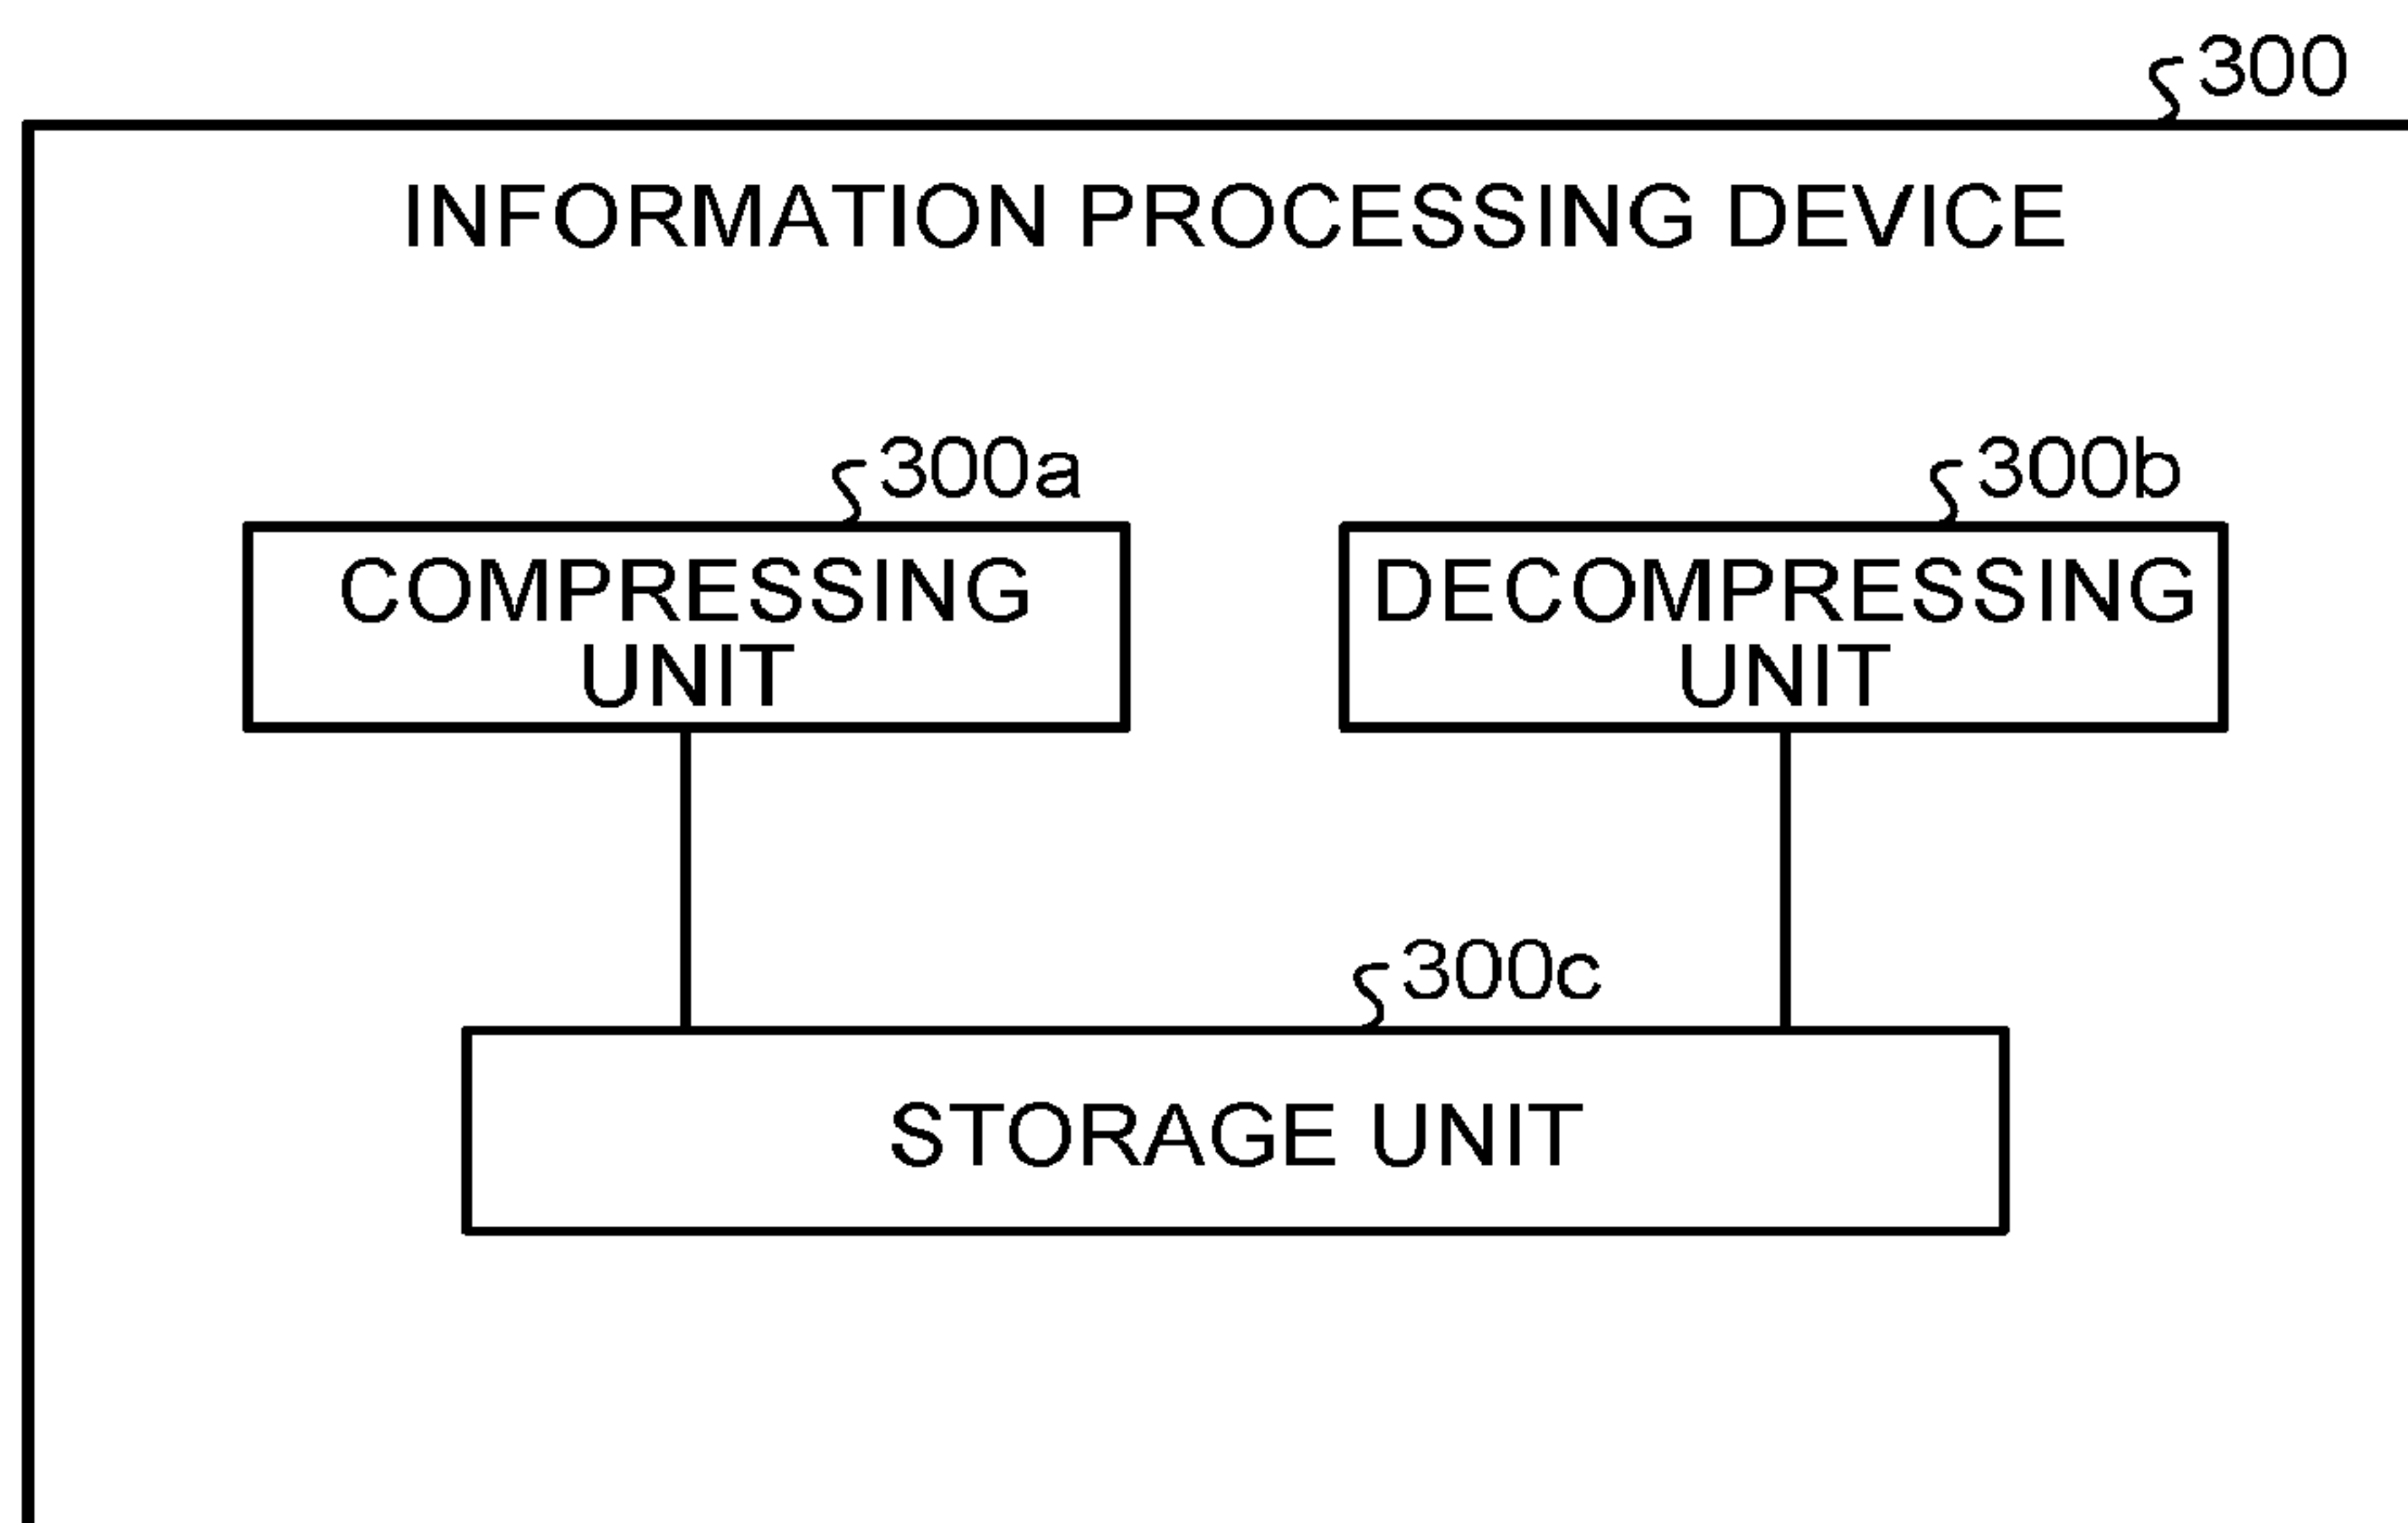 300
INFORMATION PROCESSING DEVICE
300a
300b
COMPRESSING
UNIT
DECOMPRESSING
UNIT
300c
STORAGE UNIT